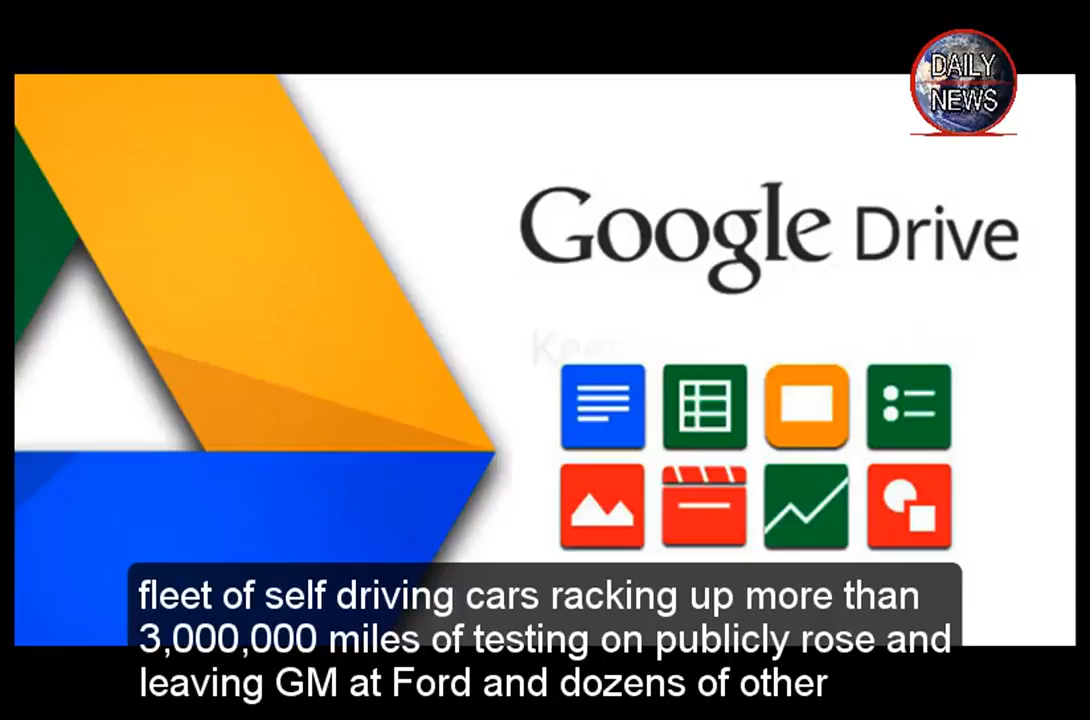 DAILY
NEWS
Google Drive
fleet of self driving cars racking up more than
3,000,000 miles of testing on publicly rose and
leaving GM at Ford and dozens of other